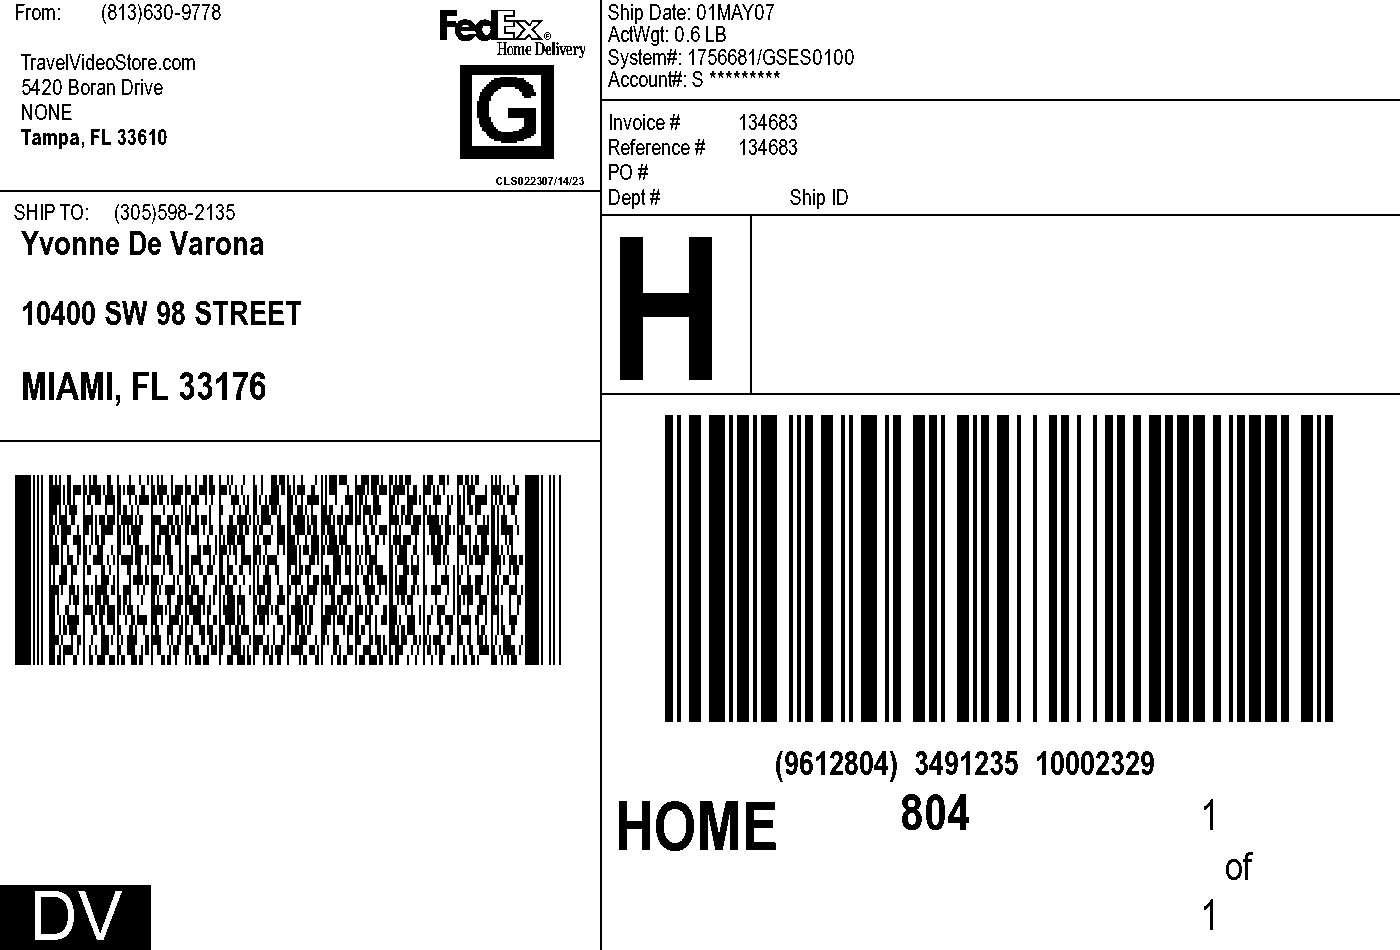 From: (813)630-9778
TravelVideoStore.com
5420 Boran Drive
NONE
Tampa, FL 33610
FedEx®
Home Delivery
G
CLS022307/14/23
Ship Date: 01MAY07
ActWgt: 0.6 LB
System#: 1756681/GSES0100
Account#: S *********
Invoice # 134683
Reference # 134683
PO #
Dept # Ship ID
SHIP TO: (305)598-2135
Yvonne De Varona
10400 SW 98 STREET
MIAMI, FL 33176
H
(9612804) 3491235 10002329
HOME 804 1
of
1
DV